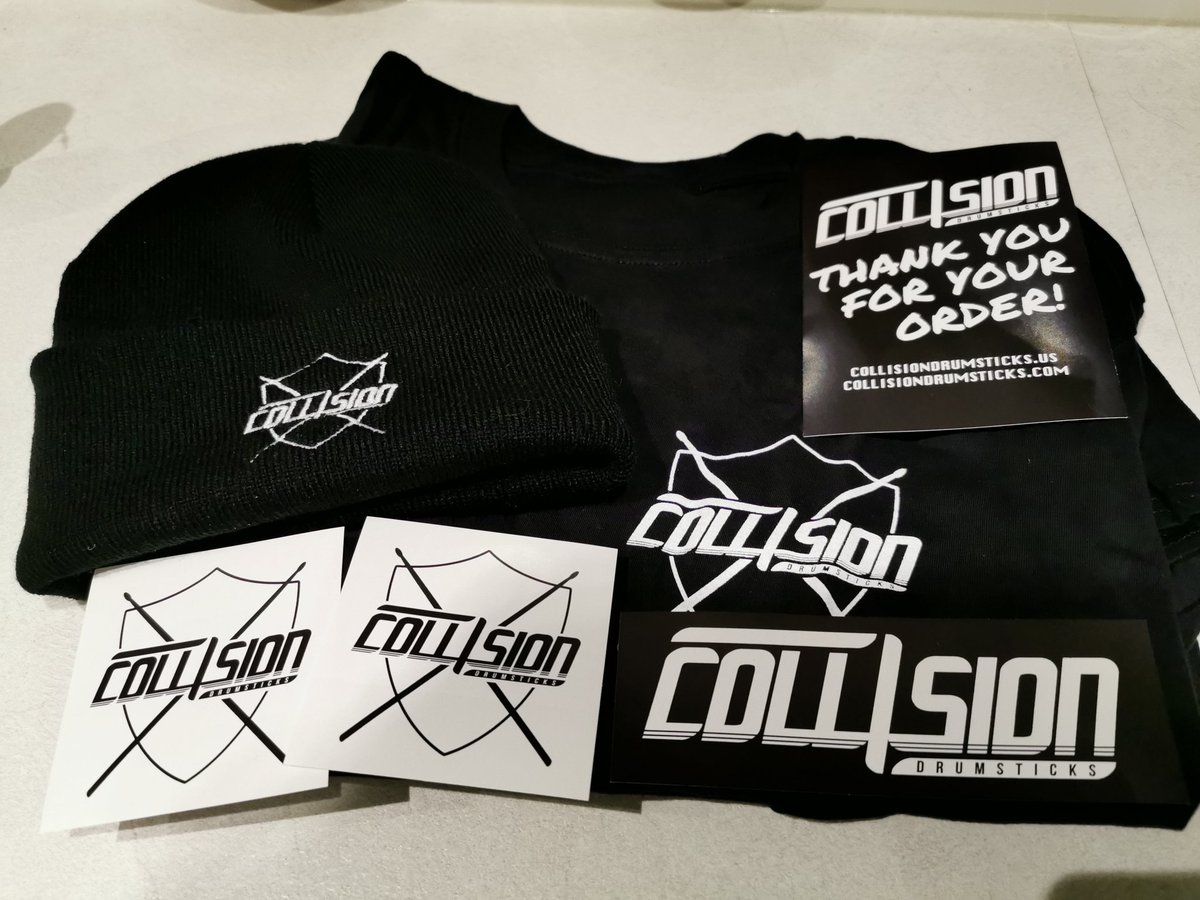 COLLISION
DRUMSTICKS
THANK YOU
FOR YOUR
ORDER!
COLLISIONDRUMSTICKS.US
COLLISIONDRUMSTICKS.COM
COLLISION
COLLISION
DRUMSTICKS
COLLISION
DRUMSTICKS
COLLISION
DRUMSTICKS
COLLISION
DRUMSTICKS